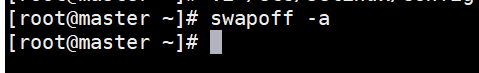 [root@master ~]# swapoff -a
[root@master ~]#